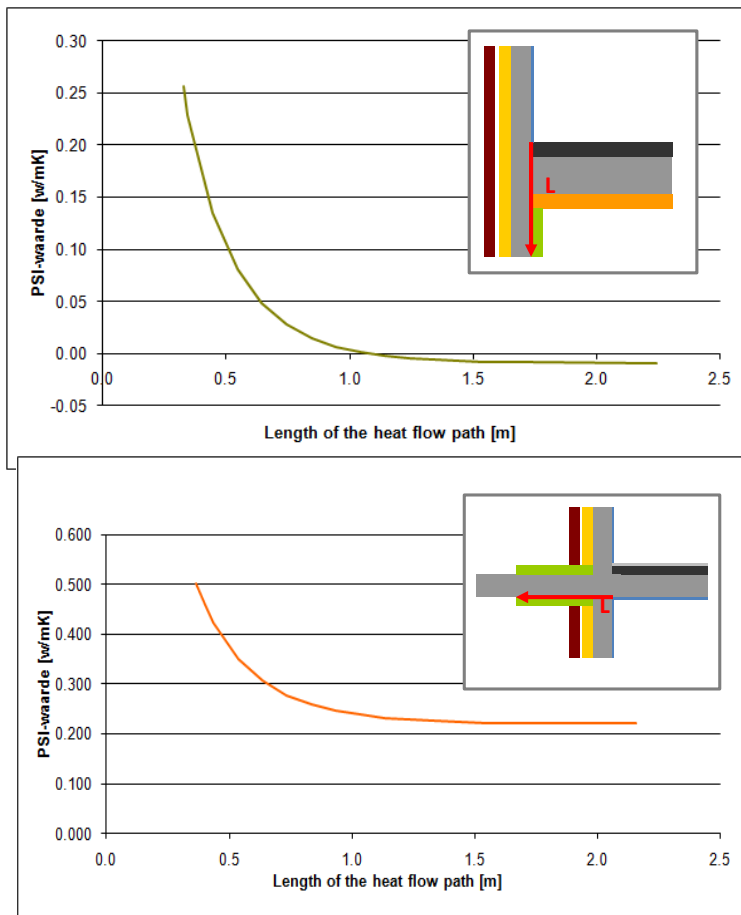 0.30
0.25
0.20
0.15
0.10
0.05
0.00
-0.05
PSI-waarde [w/mK]
0.0 0.5 1.0 1.5 2.0 2.5
Length of the heat flow path [m]
L
0.600
0.500
0.400
0.300
0.200
0.100
0.000
PSI-waarde [w/mK]
0.0 0.5 1.0 1.5 2.0 2.5
Length of the heat flow path [m]
L